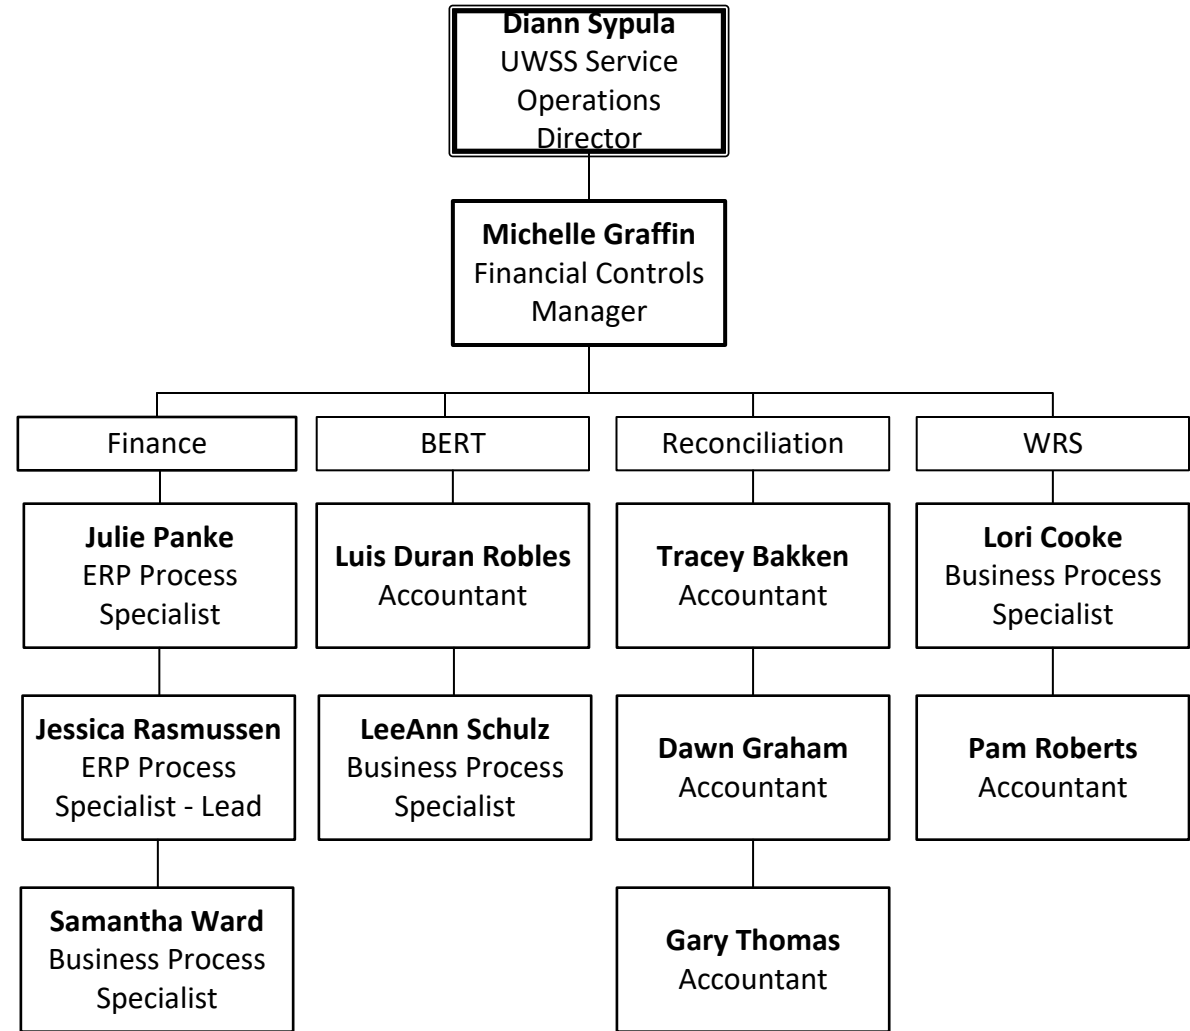 Diann Sypula
UWSS Service
Operations
Director
Michelle Graffin
Financial Controls
Manager
Finance
BERT
Reconciliation
WRS
Julie Panke
ERP Process
Specialist
Luis Duran Robles
Accountant
Tracey Bakken
Accountant
Lori Cooke
Business Process
Specialist
Jessica Rasmussen
ERP Process
Specialist - Lead
LeeAnn Schulz
Business Process
Specialist
Dawn Graham
Accountant
Pam Roberts
Accountant
Samantha Ward
Business Process
Specialist
Gary Thomas
Accountant